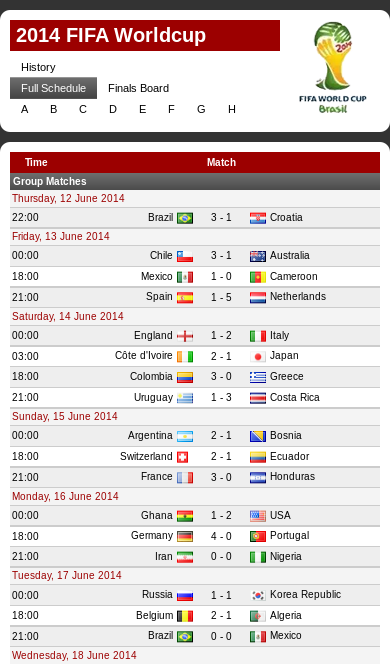 2014 FIFA Worldcup
FIFA WORLD CUP
Brasil
History
Full Schedule Finals Board
A B C D E F G H
Time Match
Group Matches
Thursday, 12 June 2014
22:00 Brazil 3 - 1 Croatia
Friday, 13 June 2014
00:00 Chile 3 - 1 Australia
18:00 Mexico 1 - 0 Cameroon
21:00 Spain 1 - 5 Netherlands
Saturday, 14 June 2014
00:00 England 1 - 2 Italy
03:00 Côte d'Ivoire 2 - 1 Japan
18:00 Colombia 3 - 0 Greece
21:00 Uruguay 1 - 3 Costa Rica
Sunday, 15 June 2014
00:00 Argentina 2 - 1 Bosnia
18:00 Switzerland 2 - 1 Ecuador
21:00 France 3 - 0 Honduras
Monday, 16 June 2014
00:00 Ghana 1 - 2 USA
18:00 Germany 4 - 0 Portugal
21:00 Iran 0 - 0 Nigeria
Tuesday, 17 June 2014
00:00 Russia 1 - 1 Korea Republic
18:00 Belgium 2 - 1 Algeria
21:00 Brazil 0 - 0 Mexico
Wednesday, 18 June 2014